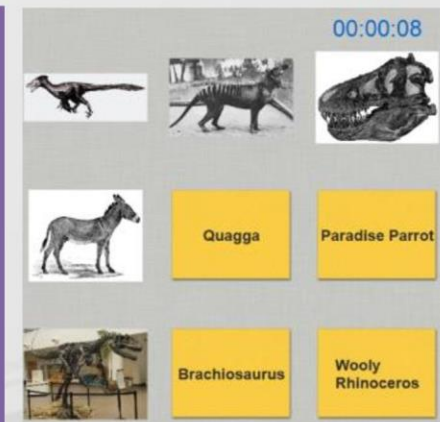 00:00:08
Quagga
Paradise Parrot
Brachiosaurus
Wooly
Rhinoceros